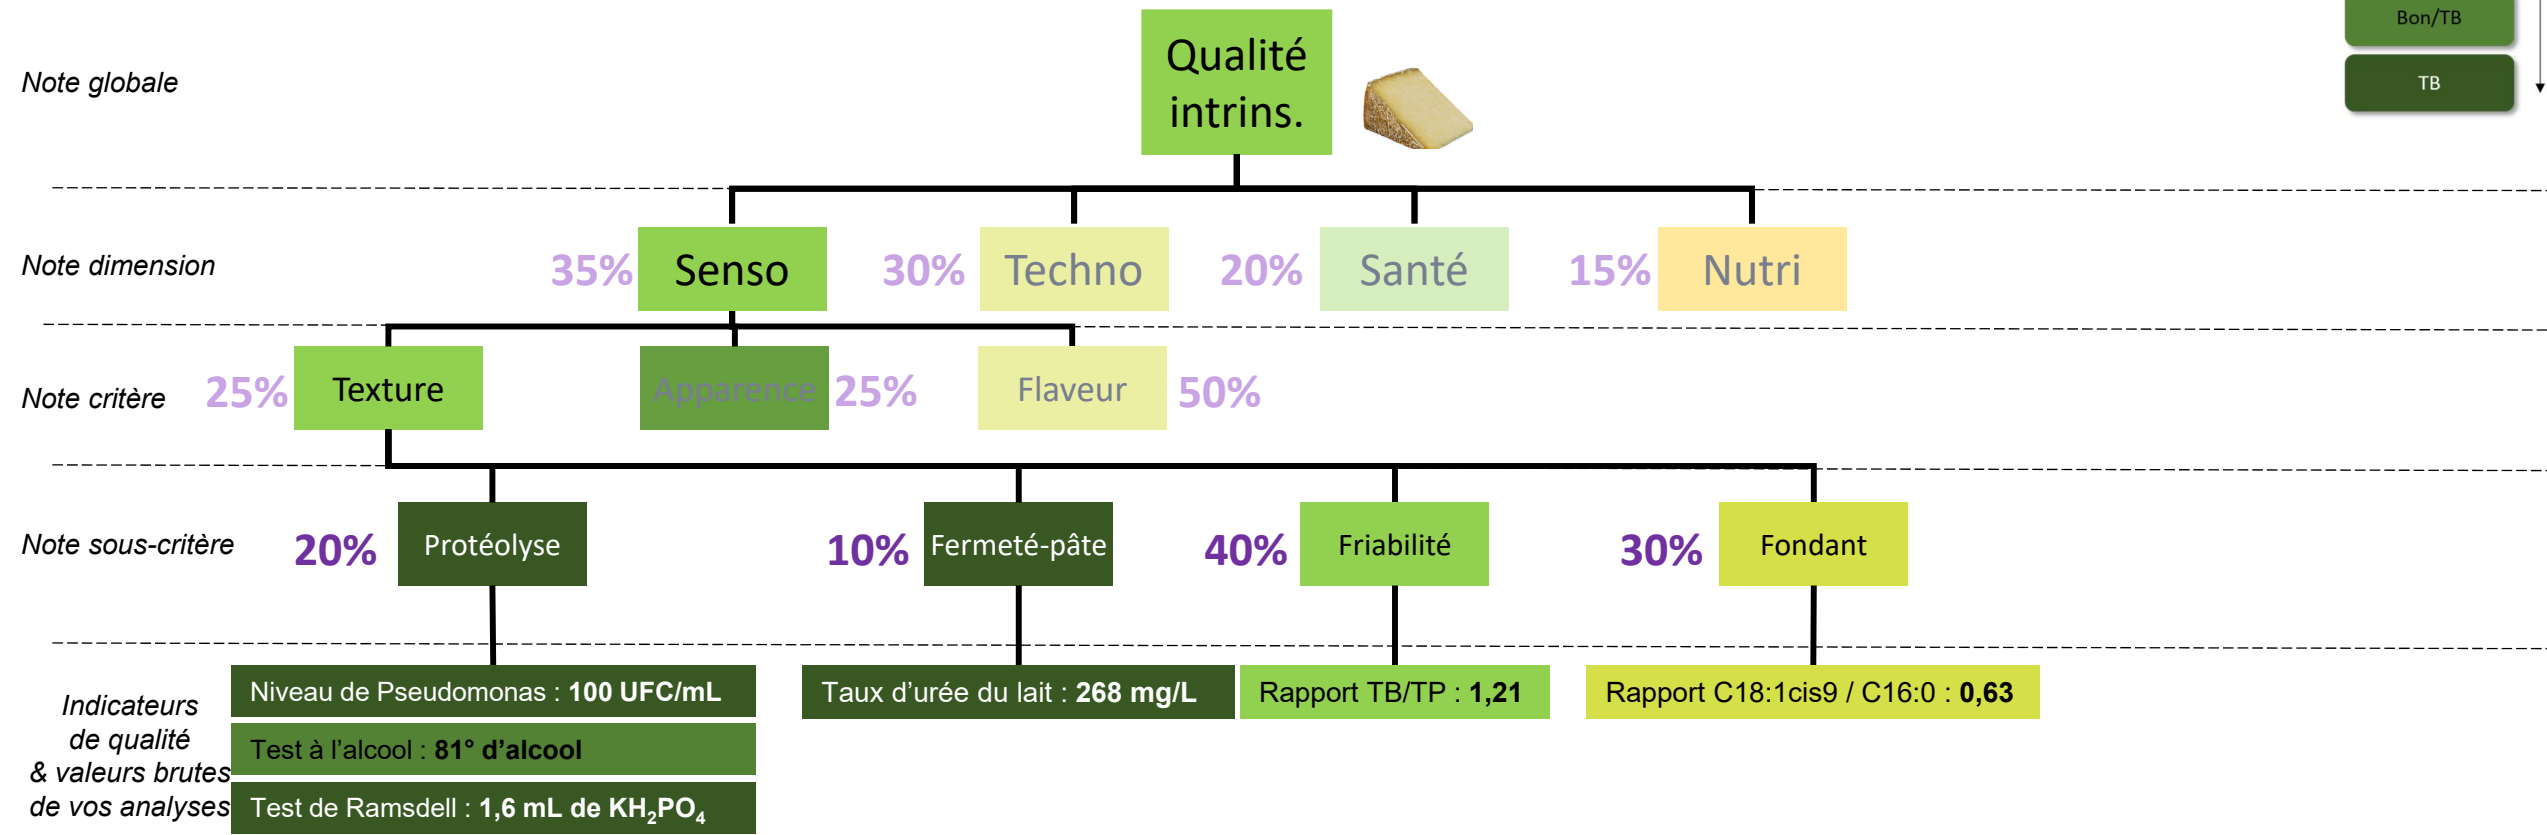 Bon/TB
TB
Note globale
Qualité
intrins.
Note dimension
35% Senso 30% Techno 20% Santé 15% Nutri
Note critère 25% Texture Apparence 25% Flaveur 50%
Note sous-critère 20% Protéolyse 10% Fermeté-pâte 40% Friabilité 30% Fondant
Indicateurs
de qualité
& valeurs brutes
de vos analyses
Niveau de Pseudomonas : 100 UFC/mL
Test à l’alcool : 81° d’alcool
Test de Ramsdell : 1,6 mL de KH₂PO₄
Taux d’urée du lait : 268 mg/L
Rapport TB/TP : 1,21
Rapport C18:1cis9 / C16:0 : 0,63